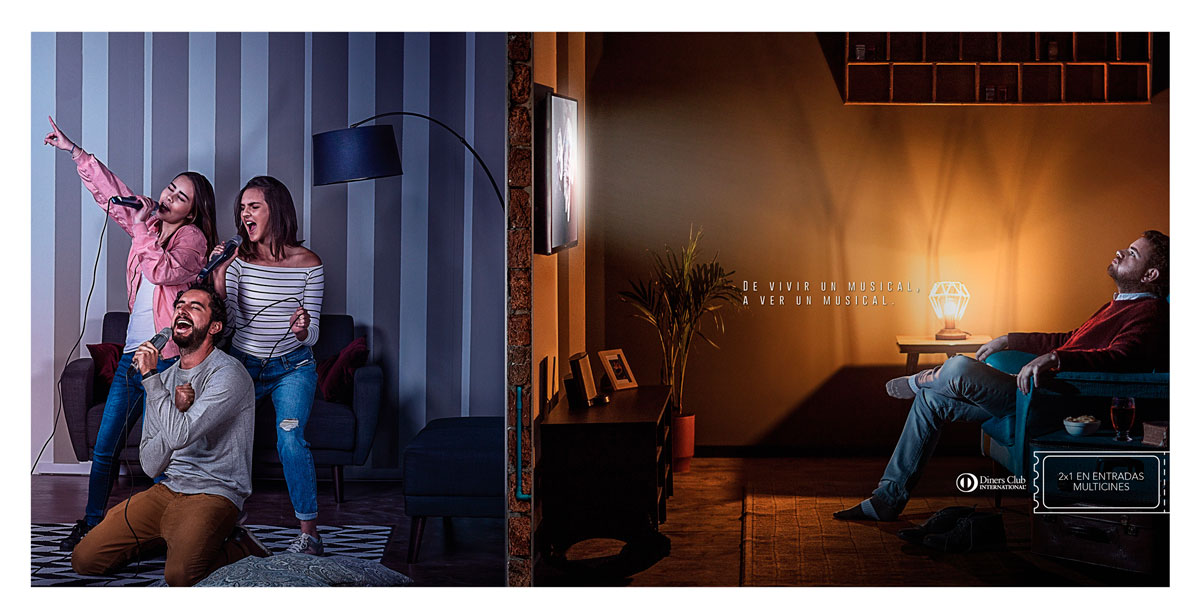 DE VIVIR UN MUSICAL,
A VER UN MUSICAL.
Diners Club
INTERNATIONAL
2x1 EN ENTRADAS
MULTICINES